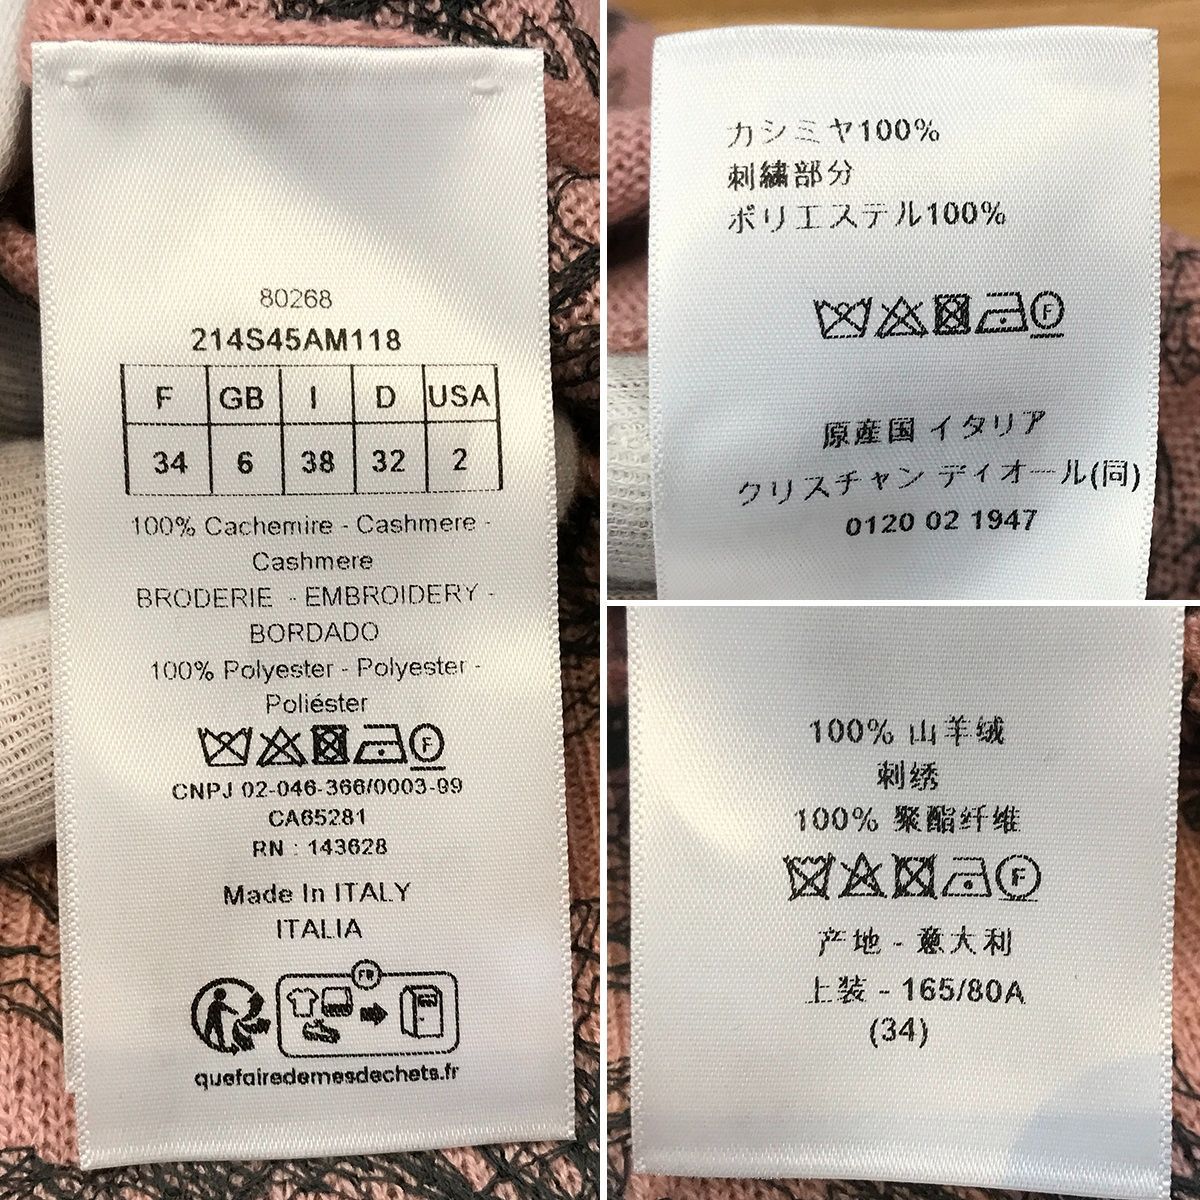 80268
214S45AM118
F GB I D USA
34 6 38 32 2
100% Cachemire - Cashmere -
Cashmere
BRODERIE - EMBROIDERY -
BORDADO
100% Polyester - Polyester -
Poliéster
F
CNPJ 02-046-366/0003-99
CA65281
RN : 143628
Made In ITALY
ITALIA
FR
quefairedemesdechets.fr
カシミヤ100%
刺繍部分
ポリエステル100%
F
原産国 イタリア
クリスチャン ディオール(同)
0120 02 1947
100% 山羊绒
刺绣
100% 聚酯纤维
F
产地 - 意大利
上装 - 165/80A
(34)